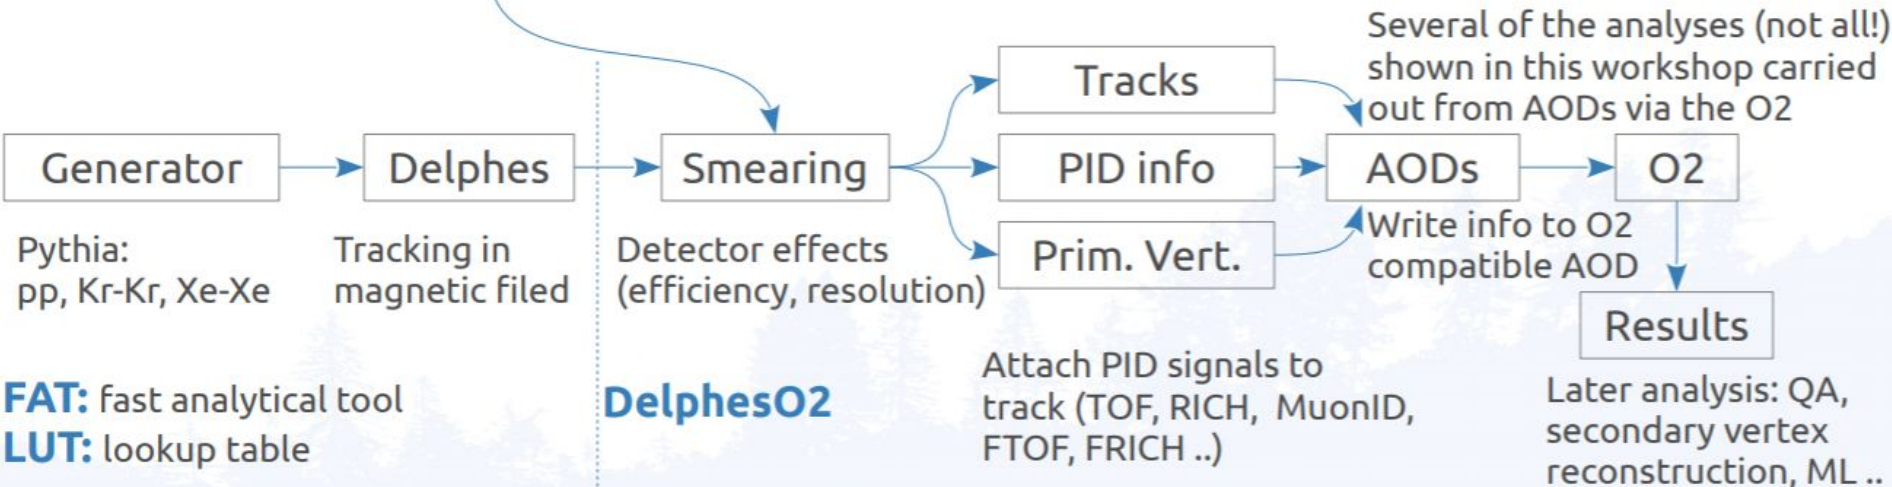 Several of the analyses (not all!)
shown in this workshop carried
out from AODs via the O2
Tracks
Generator
Delphes
Smearing
PID info
AODs
O2
Prim. Vert.
Pythia:
pp, Kr-Kr, Xe-Xe
Tracking in
magnetic filed
Detector effects
(efficiency, resolution)
Write info to O2
compatible AOD
Results
Attach PID signals to
track (TOF, RICH, MuonID,
FTOF, FRICH ..)
Later analysis: QA,
secondary vertex
reconstruction, ML ..
FAT: fast analytical tool
LUT: lookup table
DelphesO2